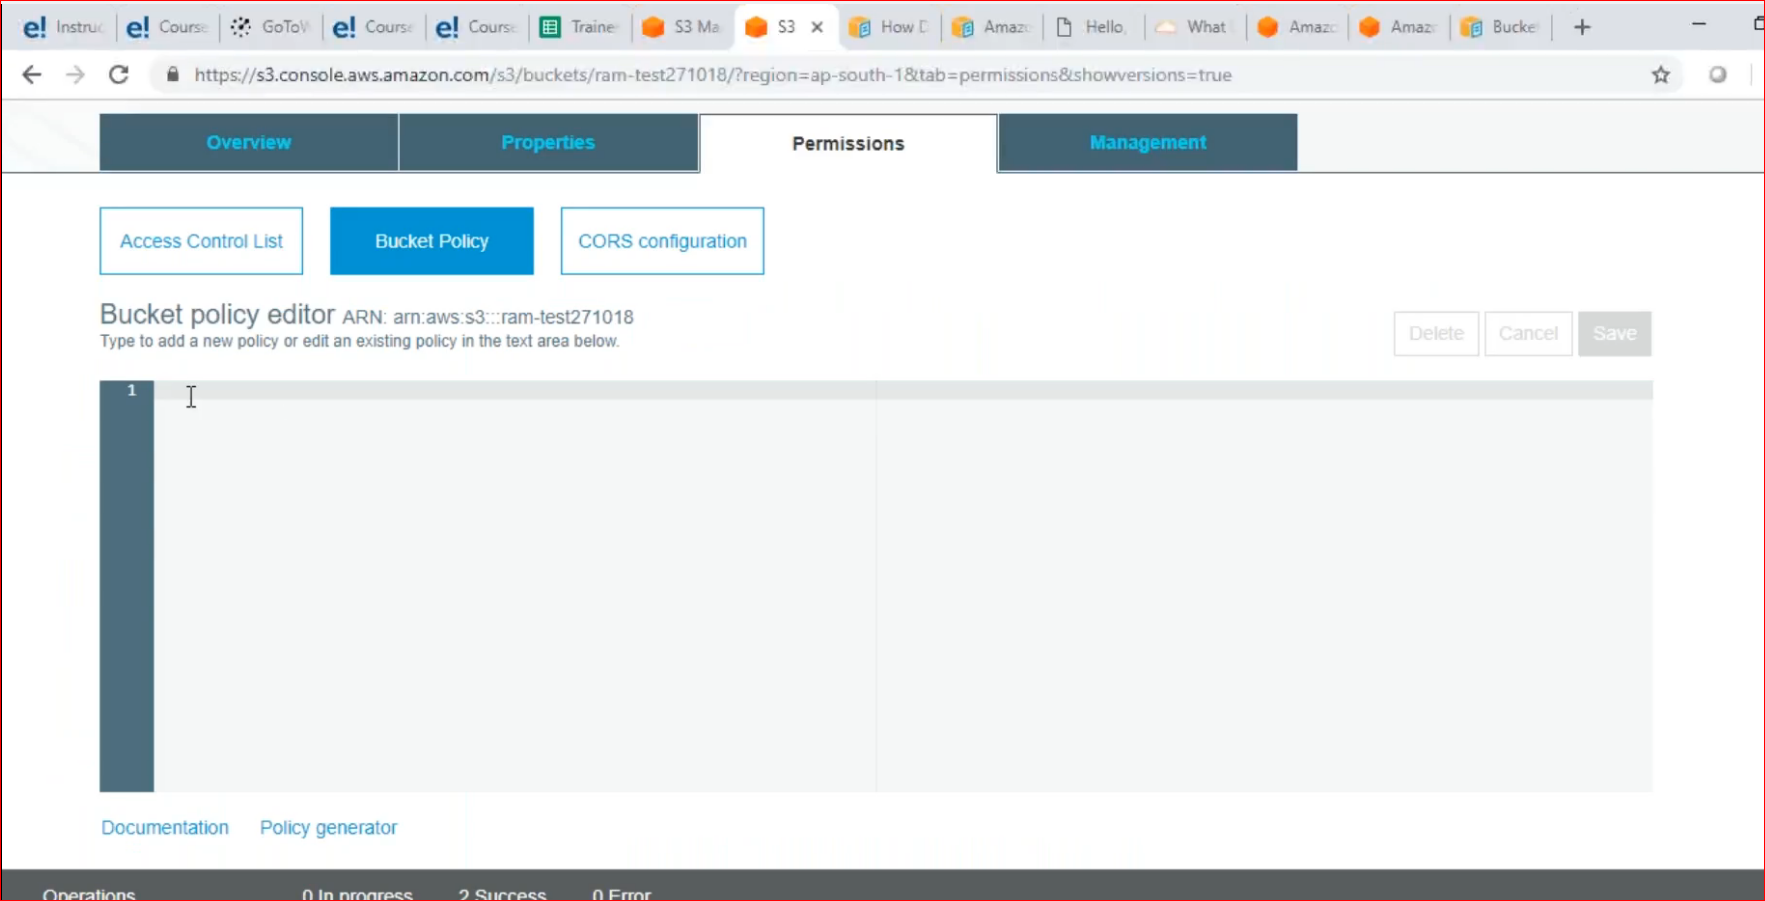 e! Instruc e! Course GoToW e! Course e! Course Traine S3 Ma S3 How D Amazo Hello, What Amazo Amaz Bucke
https://s3.console.aws.amazon.com/s3/buckets/ram-test271018/?region=ap-south-1&tab=permissions&showversions=true
Overview Properties Permissions Management
Access Control List Bucket Policy CORS configuration
Bucket policy editor ARN: arn:aws:s3:::ram-test271018
Type to add a new policy or edit an existing policy in the text area below.
Delete Cancel Save
1
Documentation Policy generator
Operations 0 In progress 2 Success 0 Error